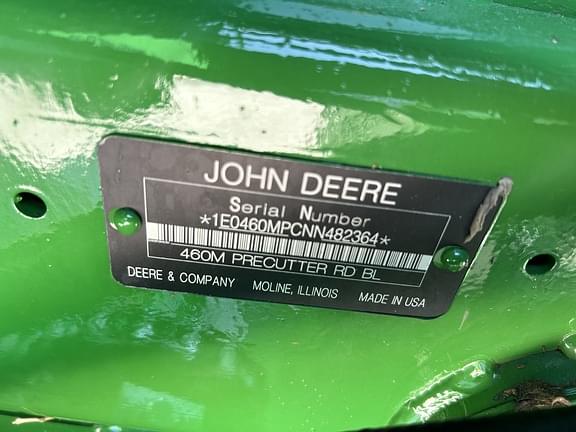 JOHN DEERE
Serial Number
*1E0460MPCNN482364*
460M PRECUTTER RD BL
DEERE & COMPANY MOLINE, ILLINOIS MADE IN USA